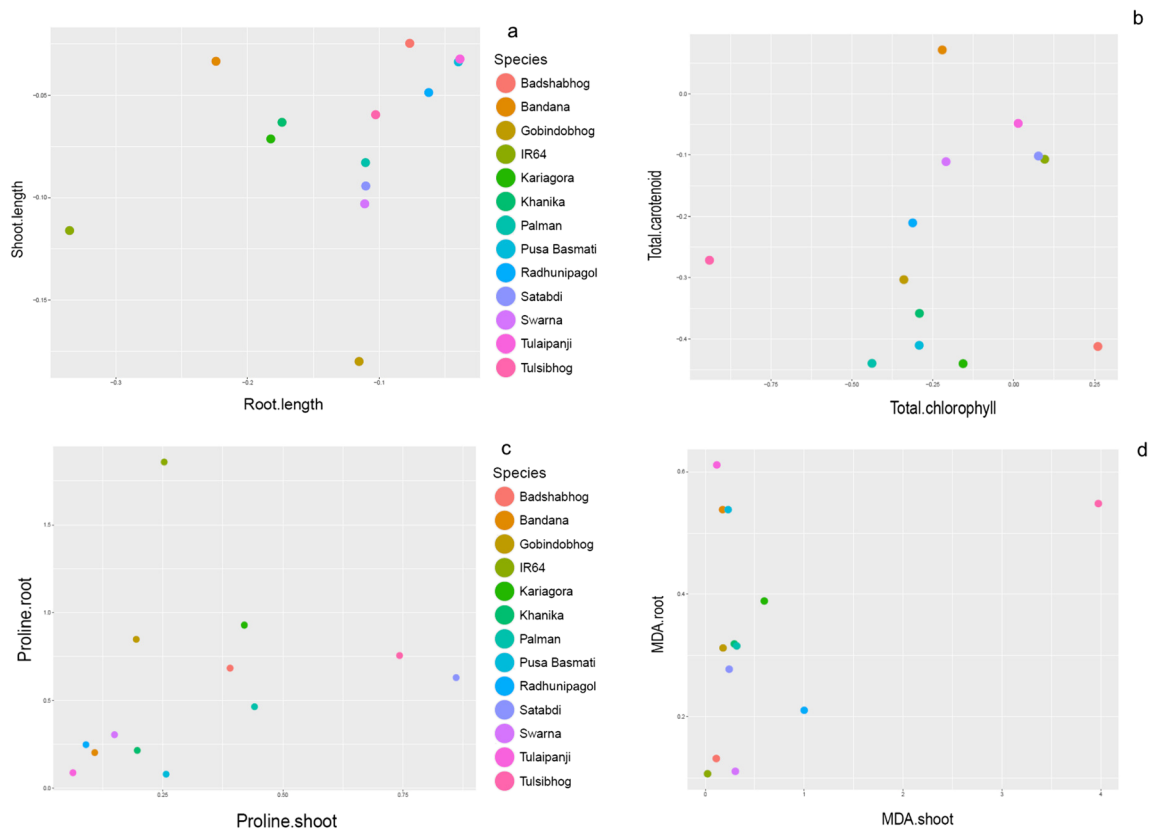 a
Species
Badshabhog
Bandana
Gobindobhog
IR64
Kariagora
Khanika
Palman
Pusa Basmati
Radhunipagol
Satabdi
Swarna
Tulaipanji
Tulsibhog
Shoot.length
−0.05
−0.10
−0.15
−0.3
−0.2
−0.1
Root.length
b
Total.carotenoid
0.0
−0.1
−0.2
−0.3
−0.4
−0.75
−0.50
−0.25
0.00
0.25
Total.chlorophyll
c
Species
Badshabhog
Bandana
Gobindobhog
IR64
Kariagora
Khanika
Palman
Pusa Basmati
Radhunipagol
Satabdi
Swarna
Tulaipanji
Tulsibhog
Proline.root
1.5
1.0
0.5
0.0
0.25
0.50
0.75
Proline.shoot
d
MDA.root
0.6
0.4
0.2
0
1
2
3
4
MDA.shoot